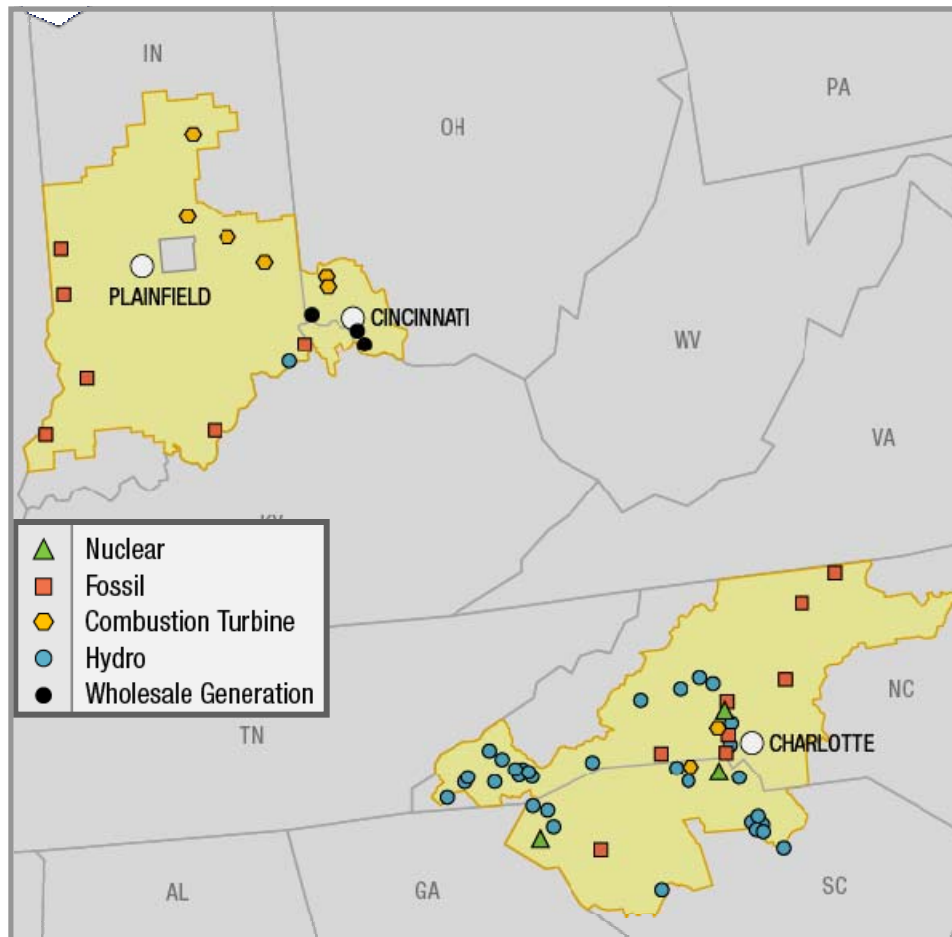 IN
OH
PA
PLAINFIELD
CINCINNATI
WV
VA
Nuclear
Fossil
Combustion Turbine
Hydro
Wholesale Generation
NC
TN
CHARLOTTE
AL
GA
SC